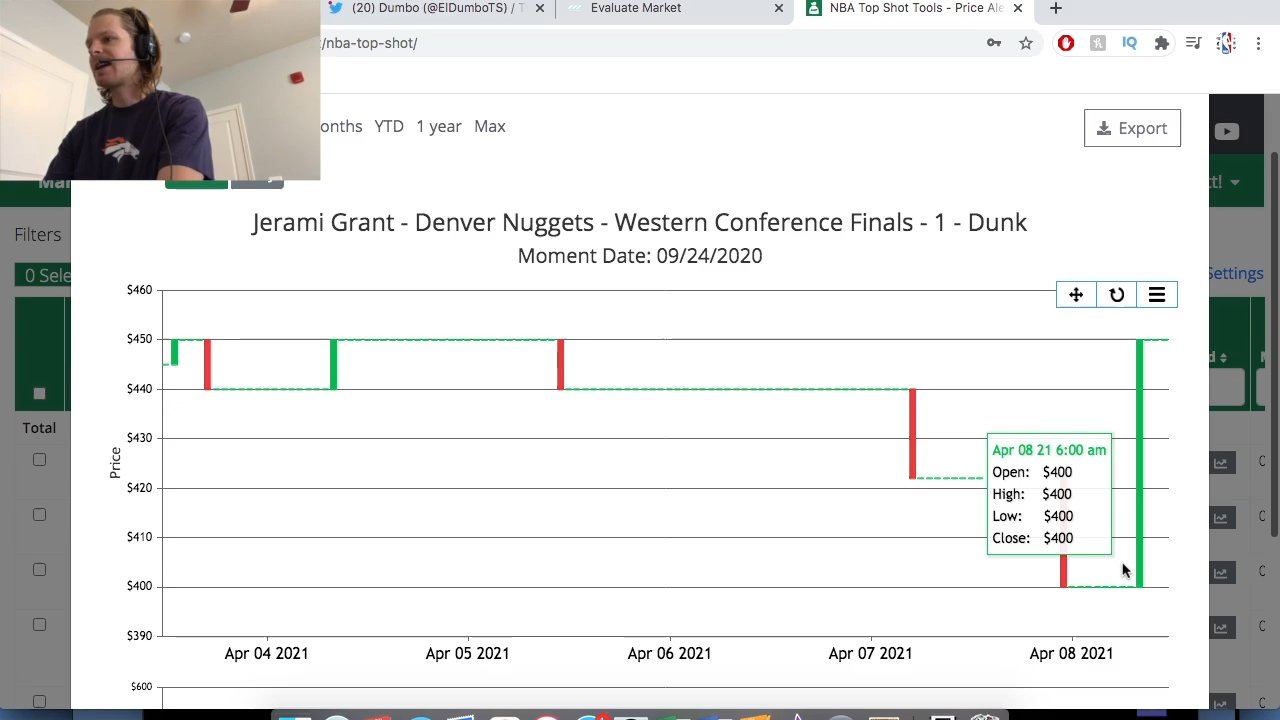 (20) Dumbo (@ElDumboTS) / T
Evaluate Market
NBA Top Shot Tools - Price Ale
/nba-top-shot/
onths YTD 1 year Max
Export
Filters
0 Sele
Settings
Jerami Grant - Denver Nuggets - Western Conference Finals - 1 - Dunk
Moment Date: 09/24/2020
$460
$450
$440
$430
$420
$410
$400
$390
Price
Total
Apr 08 21 6:00 am
Open: $400
High: $400
Low: $400
Close: $400
Apr 04 2021
Apr 05 2021
Apr 06 2021
Apr 07 2021
Apr 08 2021
$600